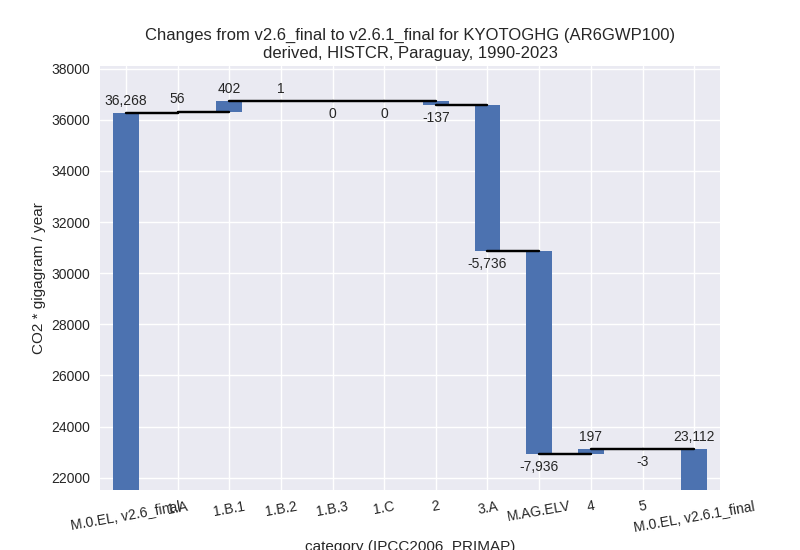 Changes from v2.6_final to v2.6.1_final for KYOTOGHG (AR6GWP100)
derived, HISTCR, Paraguay, 1990-2023
CO2 * gigagram / year
38000
36000
34000
32000
30000
28000
26000
24000
22000
36,268
56
402
1
0
0
-137
-5,736
-7,936
197
-3
23,112
M.0.EL, v2.6_final
1.A
1.B.1
1.B.2
1.B.3
1.C
2
3.A
M.AG.ELV
4
5
M.0.EL, v2.6.1_final
category (IPCC2006_PRIMAP)